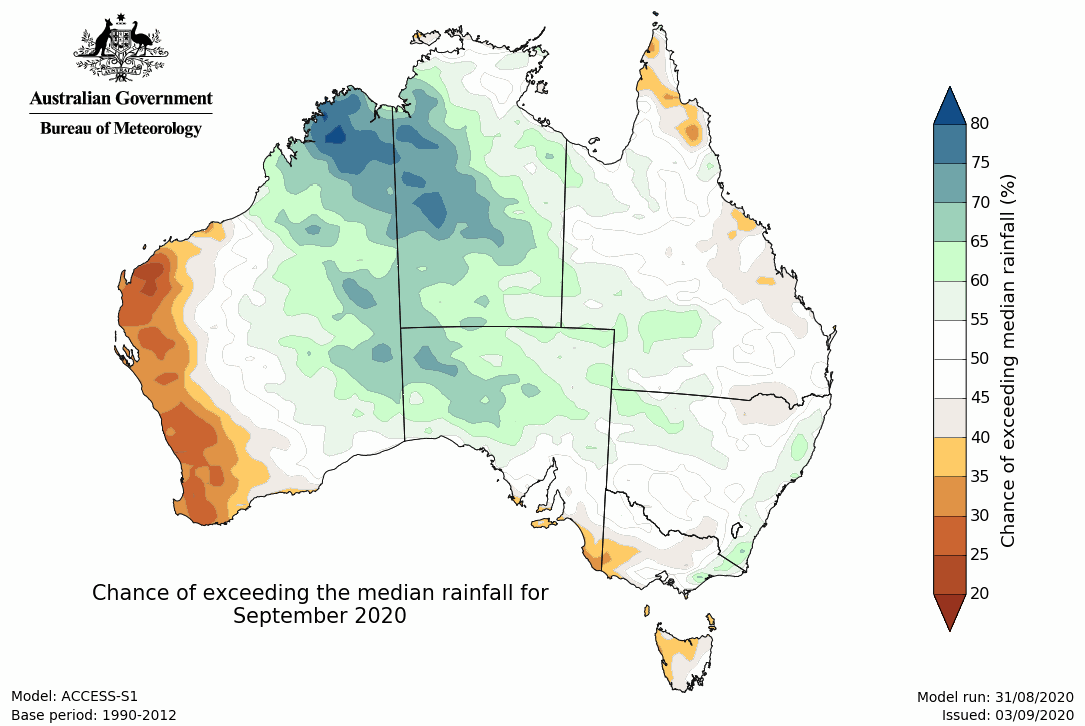 Australian Government
Bureau of Meteorology
80
75
70
65
60
55
50
45
40
35
30
25
20
Chance of exceeding median rainfall (%)
Chance of exceeding the median rainfall for
September 2020
Model: ACCESS-S1
Base period: 1990-2012
Model run: 31/08/2020
Issued: 03/09/2020